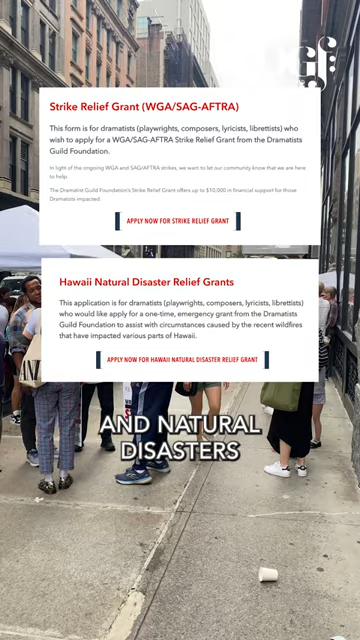 Strike Relief Grant (WGA/SAG-AFTRA)
This form is for dramatists (playwrights, composers, lyricists, librettists) who
wish to apply for a WGA/SAG-AFTRA Strike Relief Grant from the Dramatists
Guild Foundation.
In light of the ongoing WGA and SAG/AFTRA strikes, we want to let our community know that we are here
to help.
The Dramatist Guild Foundation's Strike Relief Grant offers up to $10,000 in financial support for those
Dramatists impacted.
APPLY NOW FOR STRIKE RELIEF GRANT
Hawaii Natural Disaster Relief Grants
This application is for dramatists (playwrights, composers, lyricists, librettists)
who would like apply for a one-time, emergency grant from the Dramatists
Guild Foundation to assist with circumstances caused by the recent wildfires
that have impacted various parts of Hawaii.
APPLY NOW FOR HAWAII NATURAL DISASTER RELIEF GRANT
AND NATURAL
DISASTERS